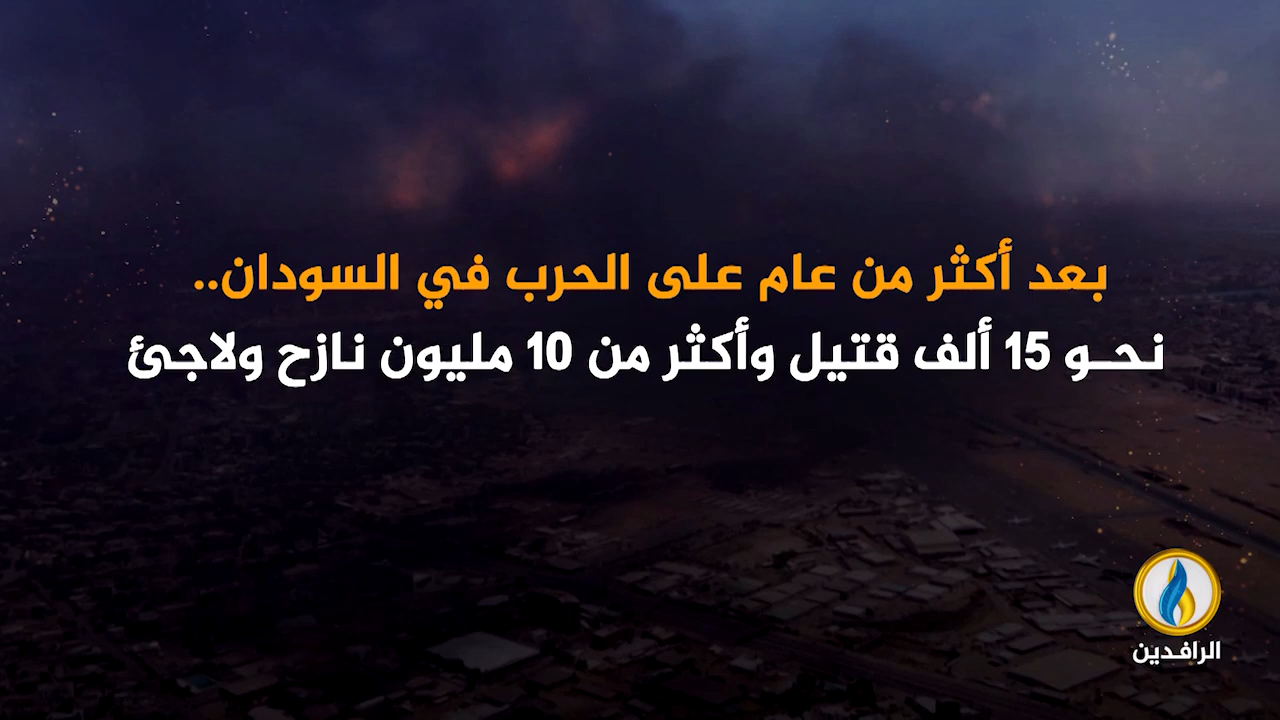 بعد أكثر من عام على الحرب في السودان..
نحـو 15 ألف قتيل وأكثر من 10 مليون نازح ولاجئ
الرافدين